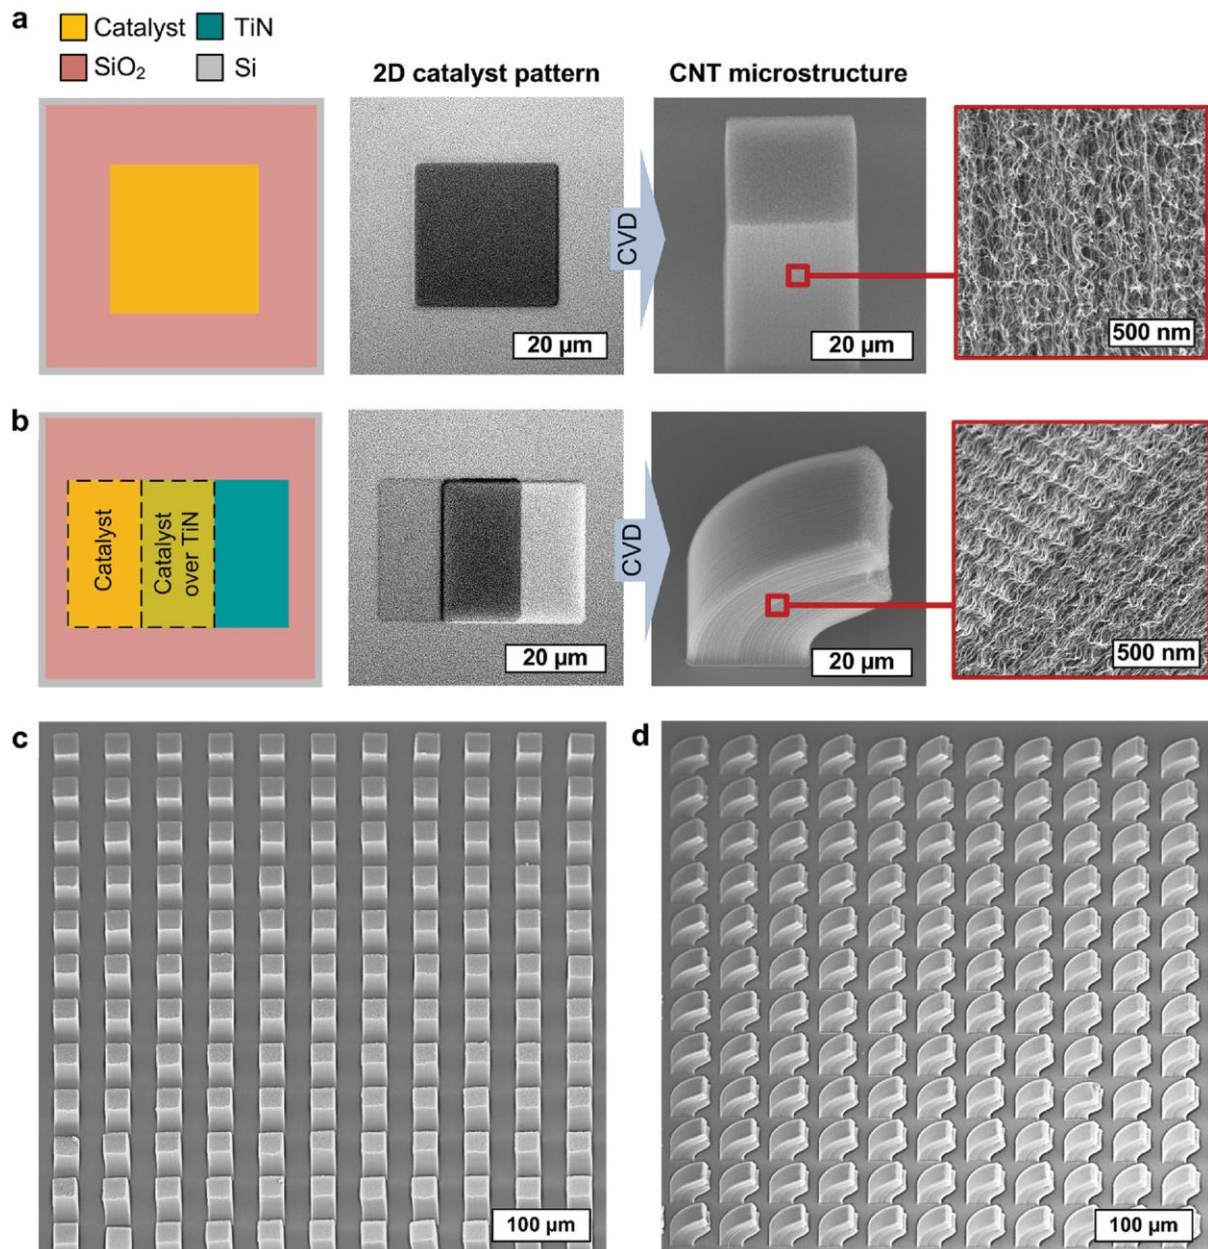 a
Catalyst TiN
SiO₂ Si
2D catalyst pattern CNT microstructure
CVD
20 µm 20 µm 500 nm
b
Catalyst
Catalyst
over TiN
CVD
20 µm 20 µm 500 nm
c d
100 µm 100 µm